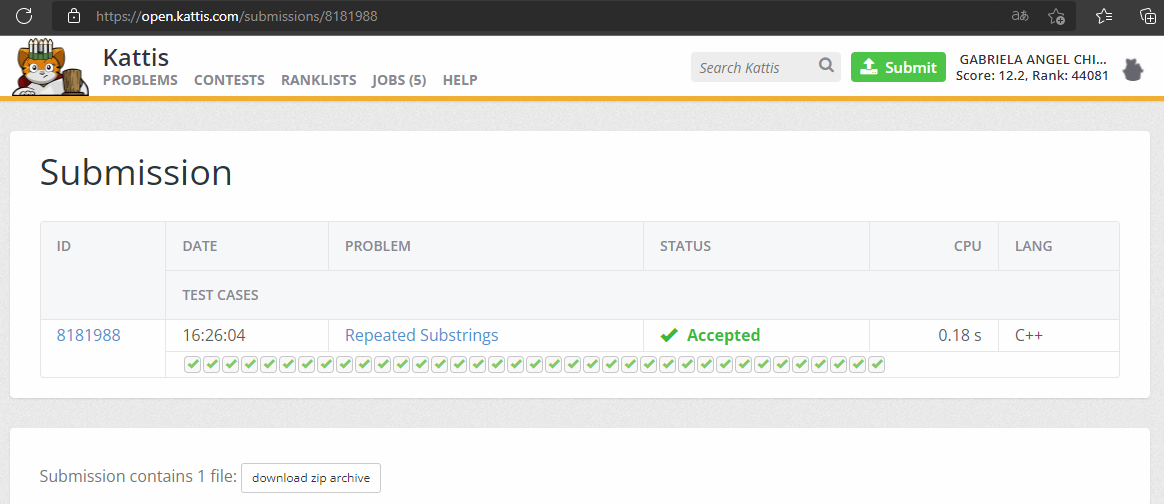 https://open.kattis.com/submissions/8181988
Kattis
PROBLEMS CONTESTS RANKLISTS JOBS (5) HELP
Search Kattis
Submit
GABRIELA ANGEL CHI...
Score: 12.2, Rank: 44081
Submission
ID DATE PROBLEM STATUS CPU LANG
TEST CASES
8181988 16:26:04 Repeated Substrings Accepted 0.18 s C++
Submission contains 1 file: download zip archive